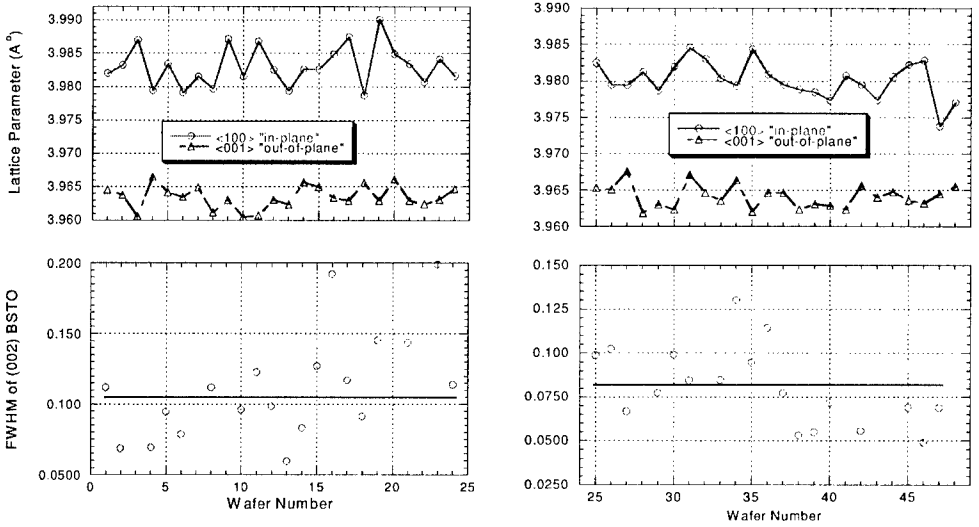 Lattice Parameter (A°)
3.990
3.985
3.980
3.975
3.970
3.965
3.960
<100> "in-plane"
<001> "out-of-plane"
3.990
3.985
3.980
3.975
3.970
3.965
3.960
<100> "in-plane"
<001> "out-of-plane"
FWHM of (002) BSTO
0.200
0.150
0.100
0.0500
0 5 10 15 20 25
Wafer Number
0.150
0.125
0.100
0.0750
0.0500
0.0250
25 30 35 40 45
Wafer Number